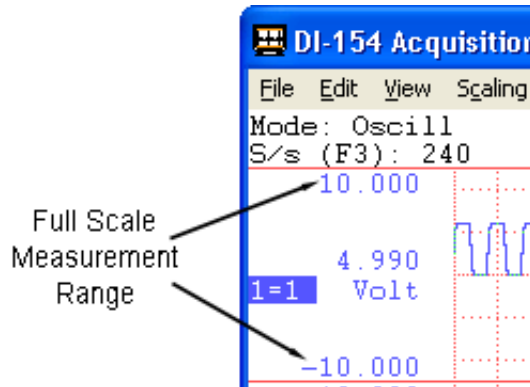 DI-154 Acquisition
File Edit View Scaling
Mode: Oscill
S/s (F3): 240
10.000
Full Scale
Measurement
Range
4.990
1=1 Volt
-10.000